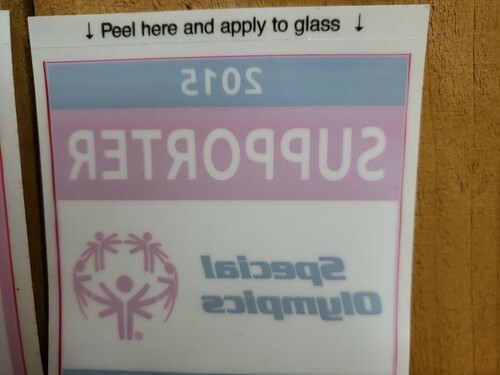 ↓ Peel here and apply to glass ↓
2015
SUPPORTER
Special
Olympics
®